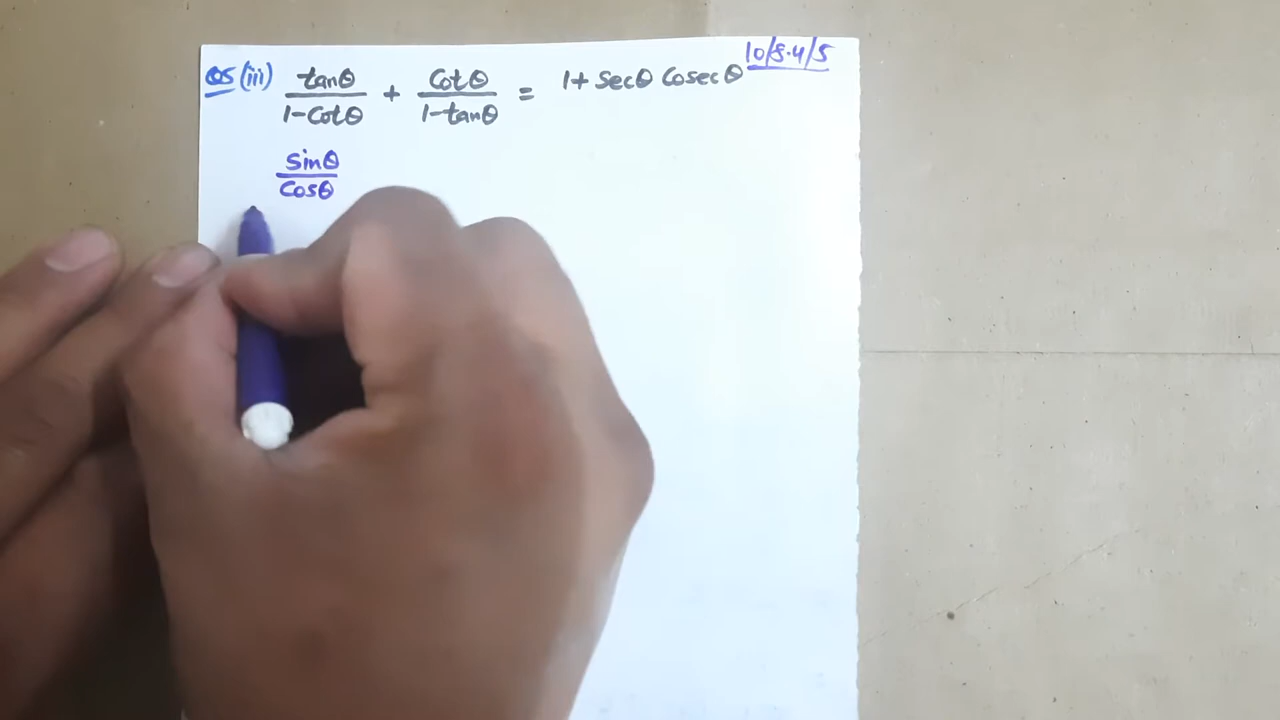 10/8.4/5
Q5 (iii) tanθ/1-Cotθ + Cotθ/1-tanθ = 1+ Secθ Cosecθ
Sinθ/Cosθ